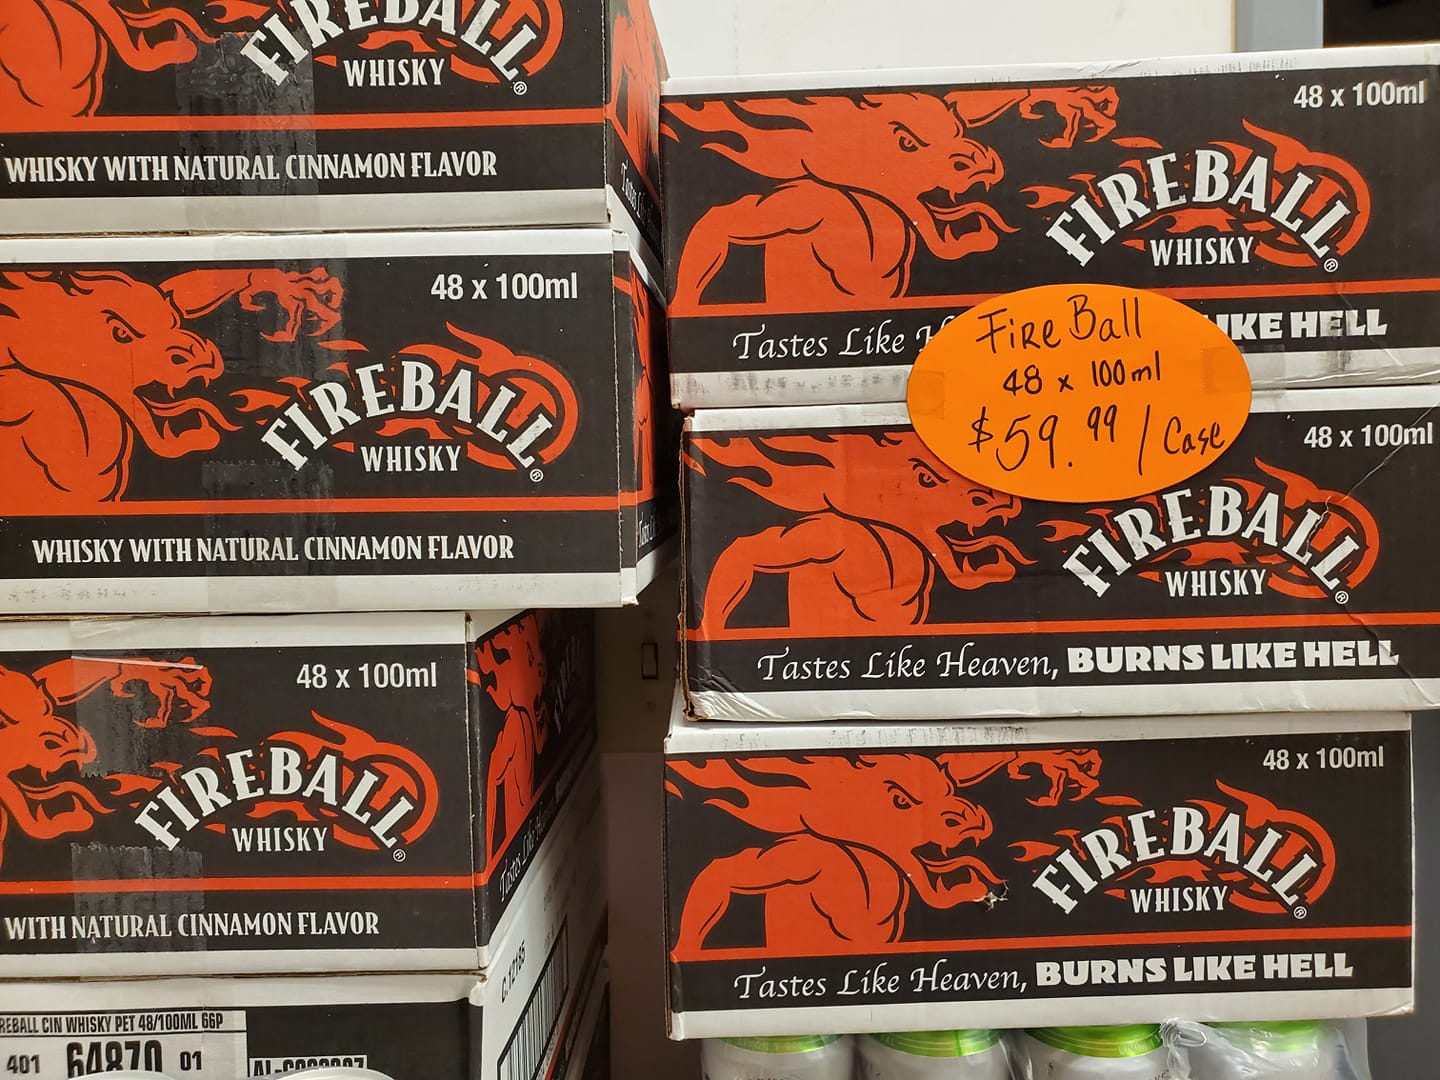 FIREBALL
WHISKY
WHISKY WITH NATURAL CINNAMON FLAVOR
48 x 100ml
FIREBALL
WHISKY
WHISKY WITH NATURAL CINNAMON FLAVOR
48 x 100ml
FIREBALL
WHISKY
WITH NATURAL CINNAMON FLAVOR
Tastes Like
C.12185
REBALL CIN WHISKY PET 48/100ML 66P
401 64870 01
48 x 100ml
FIREBALL
WHISKY
Tastes Like H
IKE HELL
Fire Ball
48 x 100ml
$59.99 / Case
48 x 100ml
FIREBALL
WHISKY
Tastes Like Heaven, BURNS LIKE HELL
48 x 100ml
FIREBALL
WHISKY
Tastes Like Heaven, BURNS LIKE HELL